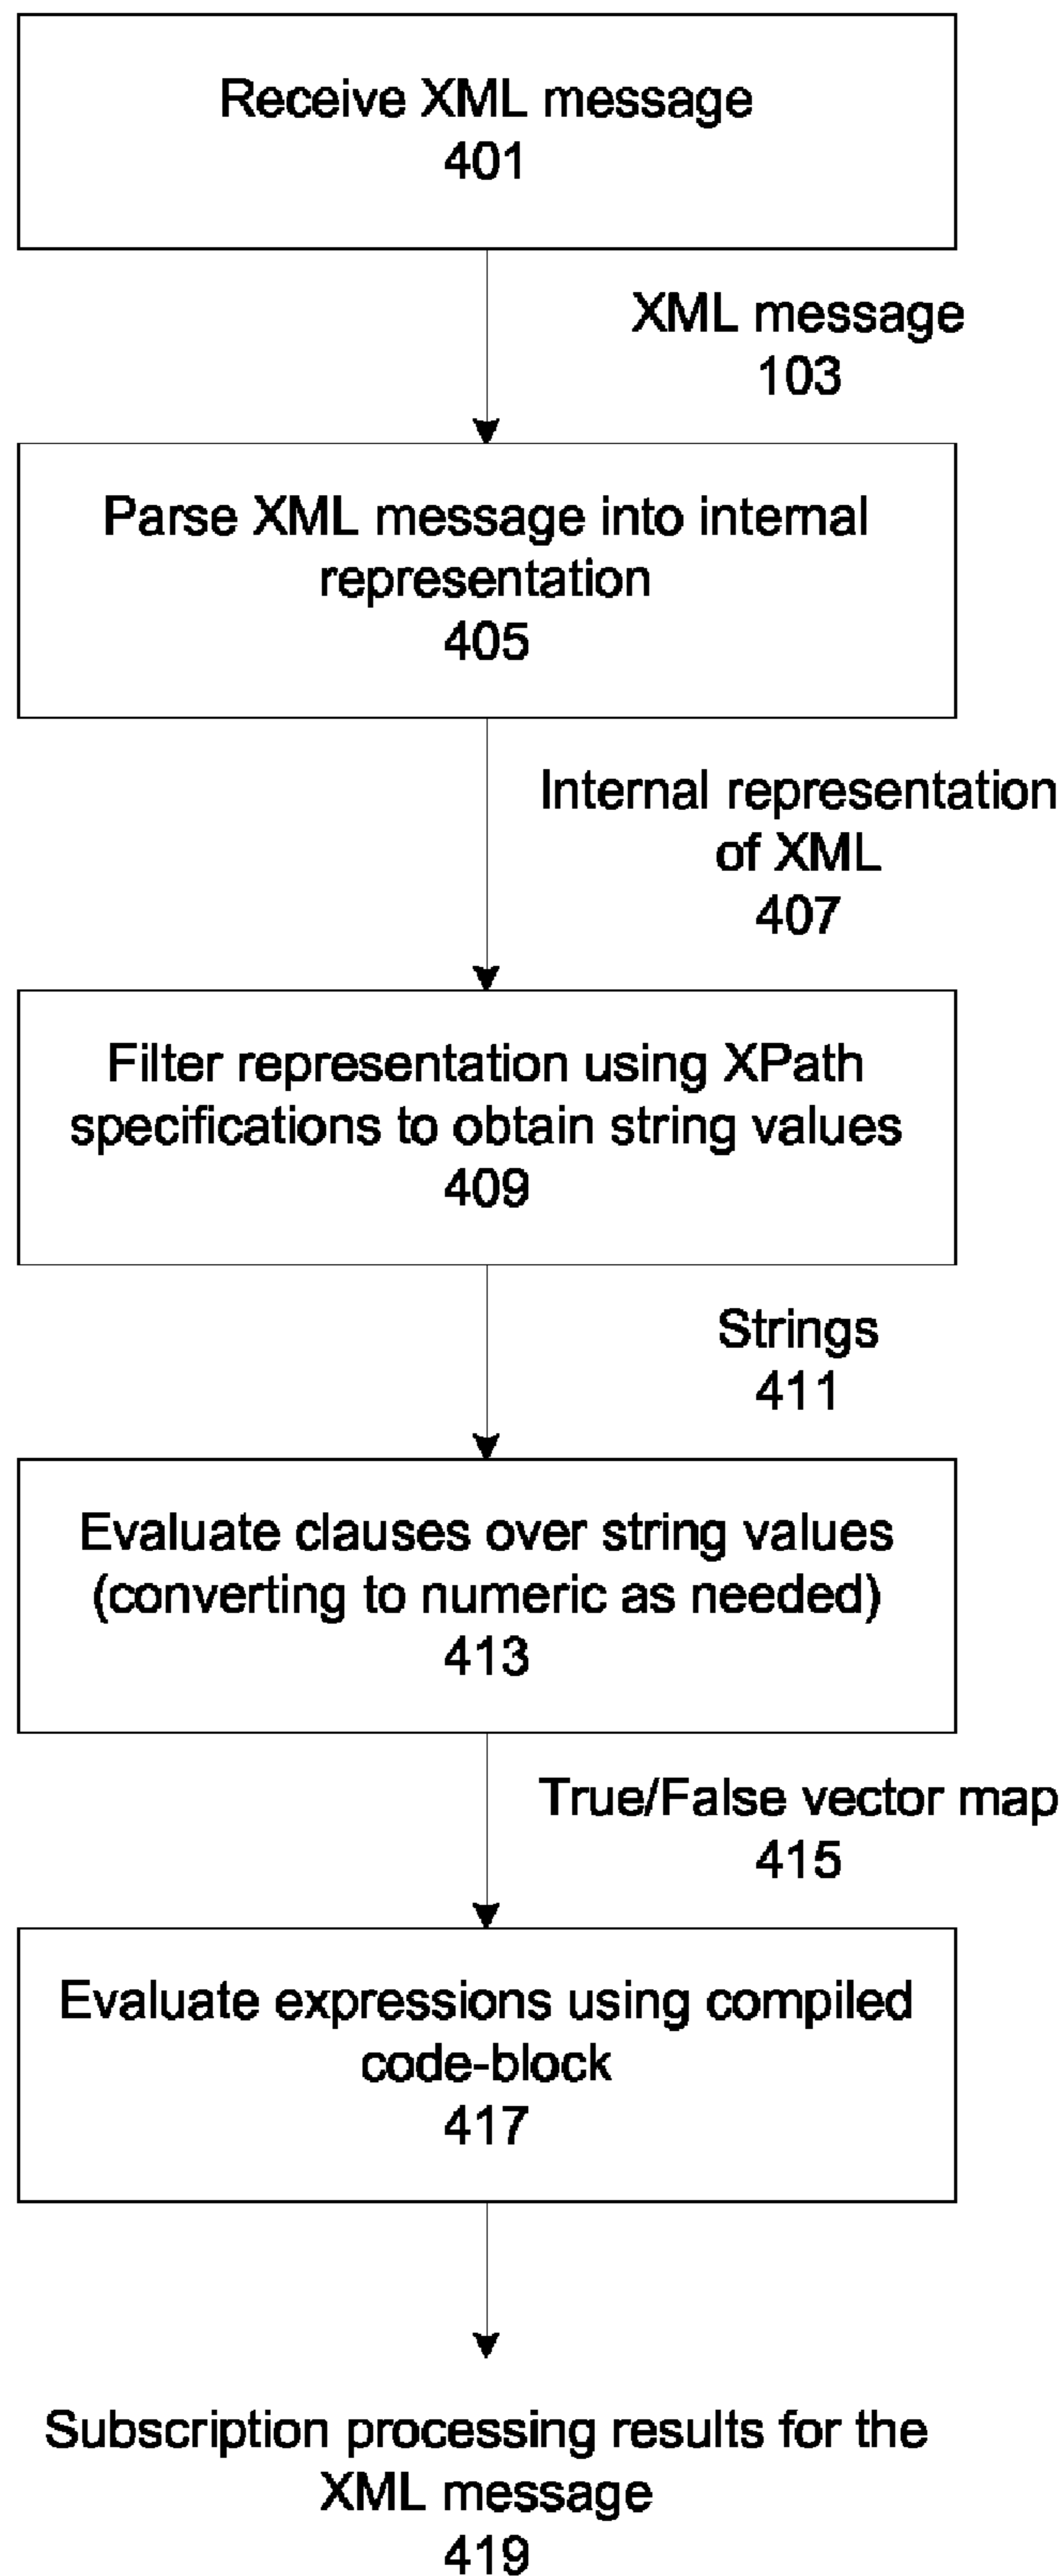 Receive XML message
401
XML message
103
Parse XML message into internal
representation
405
Internal representation
of XML
407
Filter representation using XPath
specifications to obtain string values
409
Strings
411
Evaluate clauses over string values
(converting to numeric as needed)
413
True/False vector map
415
Evaluate expressions using compiled
code-block
417
Subscription processing results for the
XML message
419